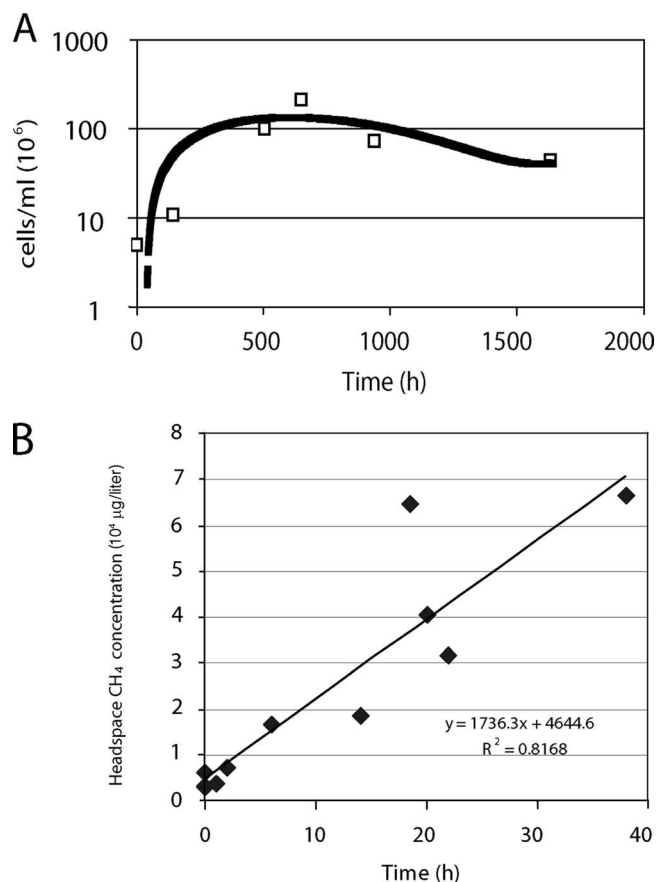 A
1000
100
10
1
cells/ml (10⁶)
0 500 1000 1500 2000
Time (h)
B
8
7
6
5
4
3
2
1
0
Headspace CH₄ concentration (10⁴ µg/liter)
y = 1736.3x + 4644.6
R² = 0.8168
0 10 20 30 40
Time (h)